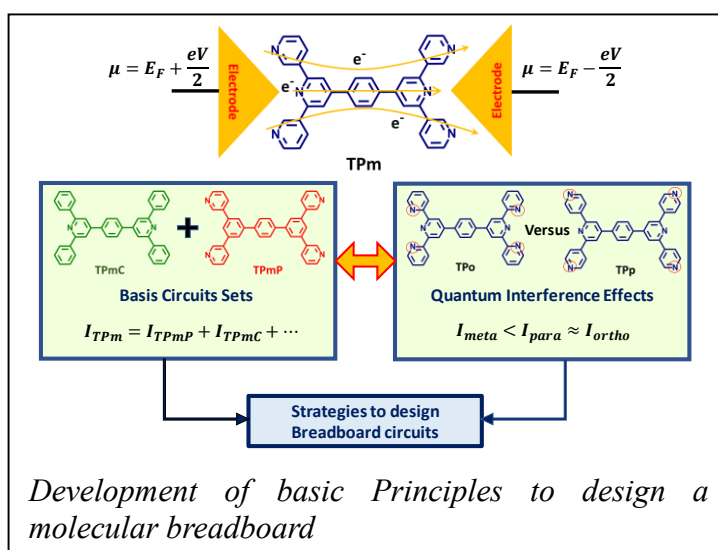 μ = E_F + eV/2
μ = E_F − eV/2
Electrode
Electrode
e⁻
e⁻
e⁻
N
N
N
N
N
N
TPm
TPmC
+
TPmP
N
N
N
N
N
N
Basis Circuits Sets
I_TPm = I_TPmP + I_TPmC + ⋯
TPo
Versus
TPp
N
N
N
N
N
N
N
N
N
N
N
N
Quantum Interference Effects
I_meta < I_para ≈ I_ortho
Strategies to design
Breadboard circuits
Development of basic Principles to design a
molecular breadboard